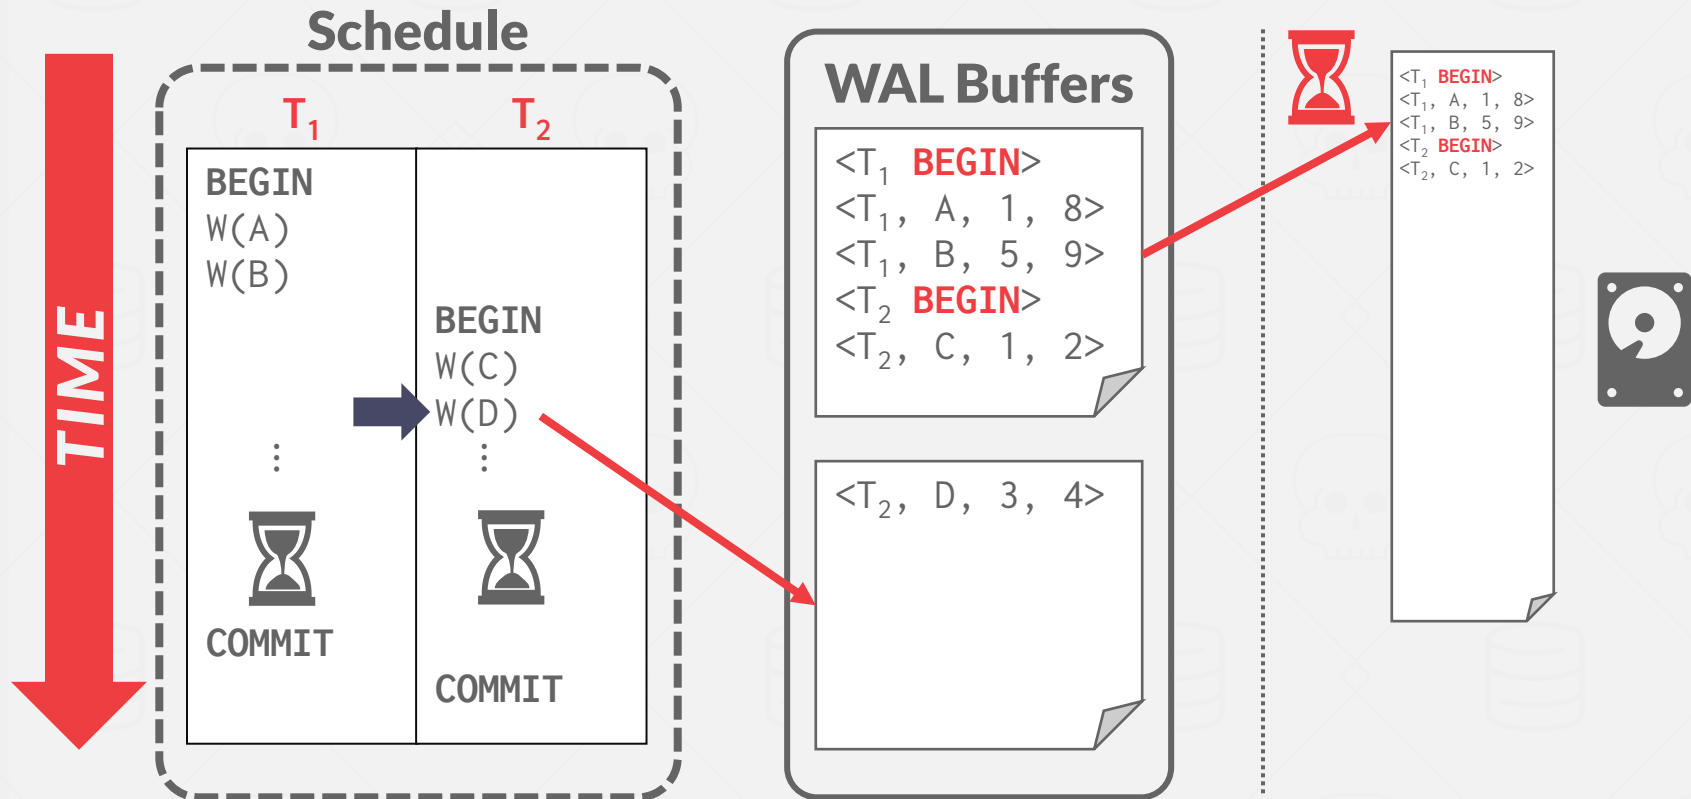 Schedule
TIME
T₁ T₂
BEGIN
W(A)
W(B)
⋮
COMMIT
BEGIN
W(C)
W(D)
⋮
COMMIT
WAL Buffers
<T₁ BEGIN>
<T₁, A, 1, 8>
<T₁, B, 5, 9>
<T₂ BEGIN>
<T₂, C, 1, 2>
<T₂, D, 3, 4>
<T₁ BEGIN>
<T₁, A, 1, 8>
<T₁, B, 5, 9>
<T₂ BEGIN>
<T₂, C, 1, 2>